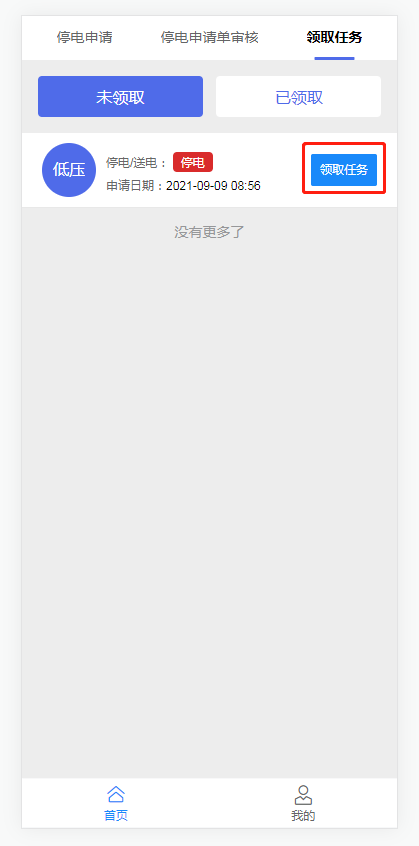 停电申请 停电申请单审核 领取任务
未领取 已领取
低压
停电/送电： 停电
申请日期：2021-09-09 08:56
领取任务
没有更多了
首页 我的